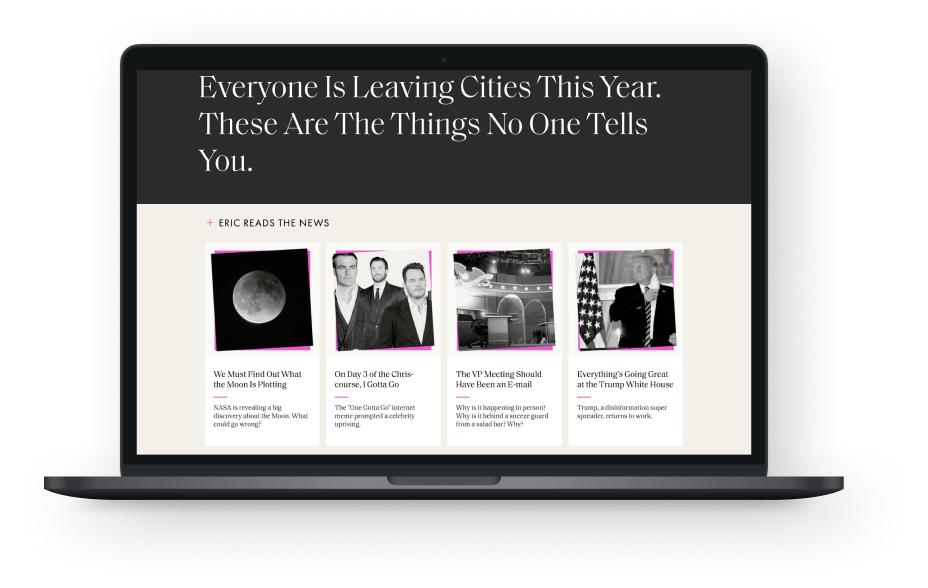 Everyone Is Leaving Cities This Year.
These Are The Things No One Tells
You.
+ ERIC READS THE NEWS
We Must Find Out What
the Moon Is Plotting
NASA is revealing a big
discovery about the Moon. What
could go wrong?
On Day 3 of the Chris-
course, I Gotta Go
The "One Gotta Go" internet
meme prompted a celebrity
uprising.
The VP Meeting Should
Have Been an E-mail
Why is it happening in person?
Why is it behind a sneeze guard
from a salad bar? Why?
Everything's Going Great
at the Trump White House
Trump, a disinformation super
spreader, returns to work.